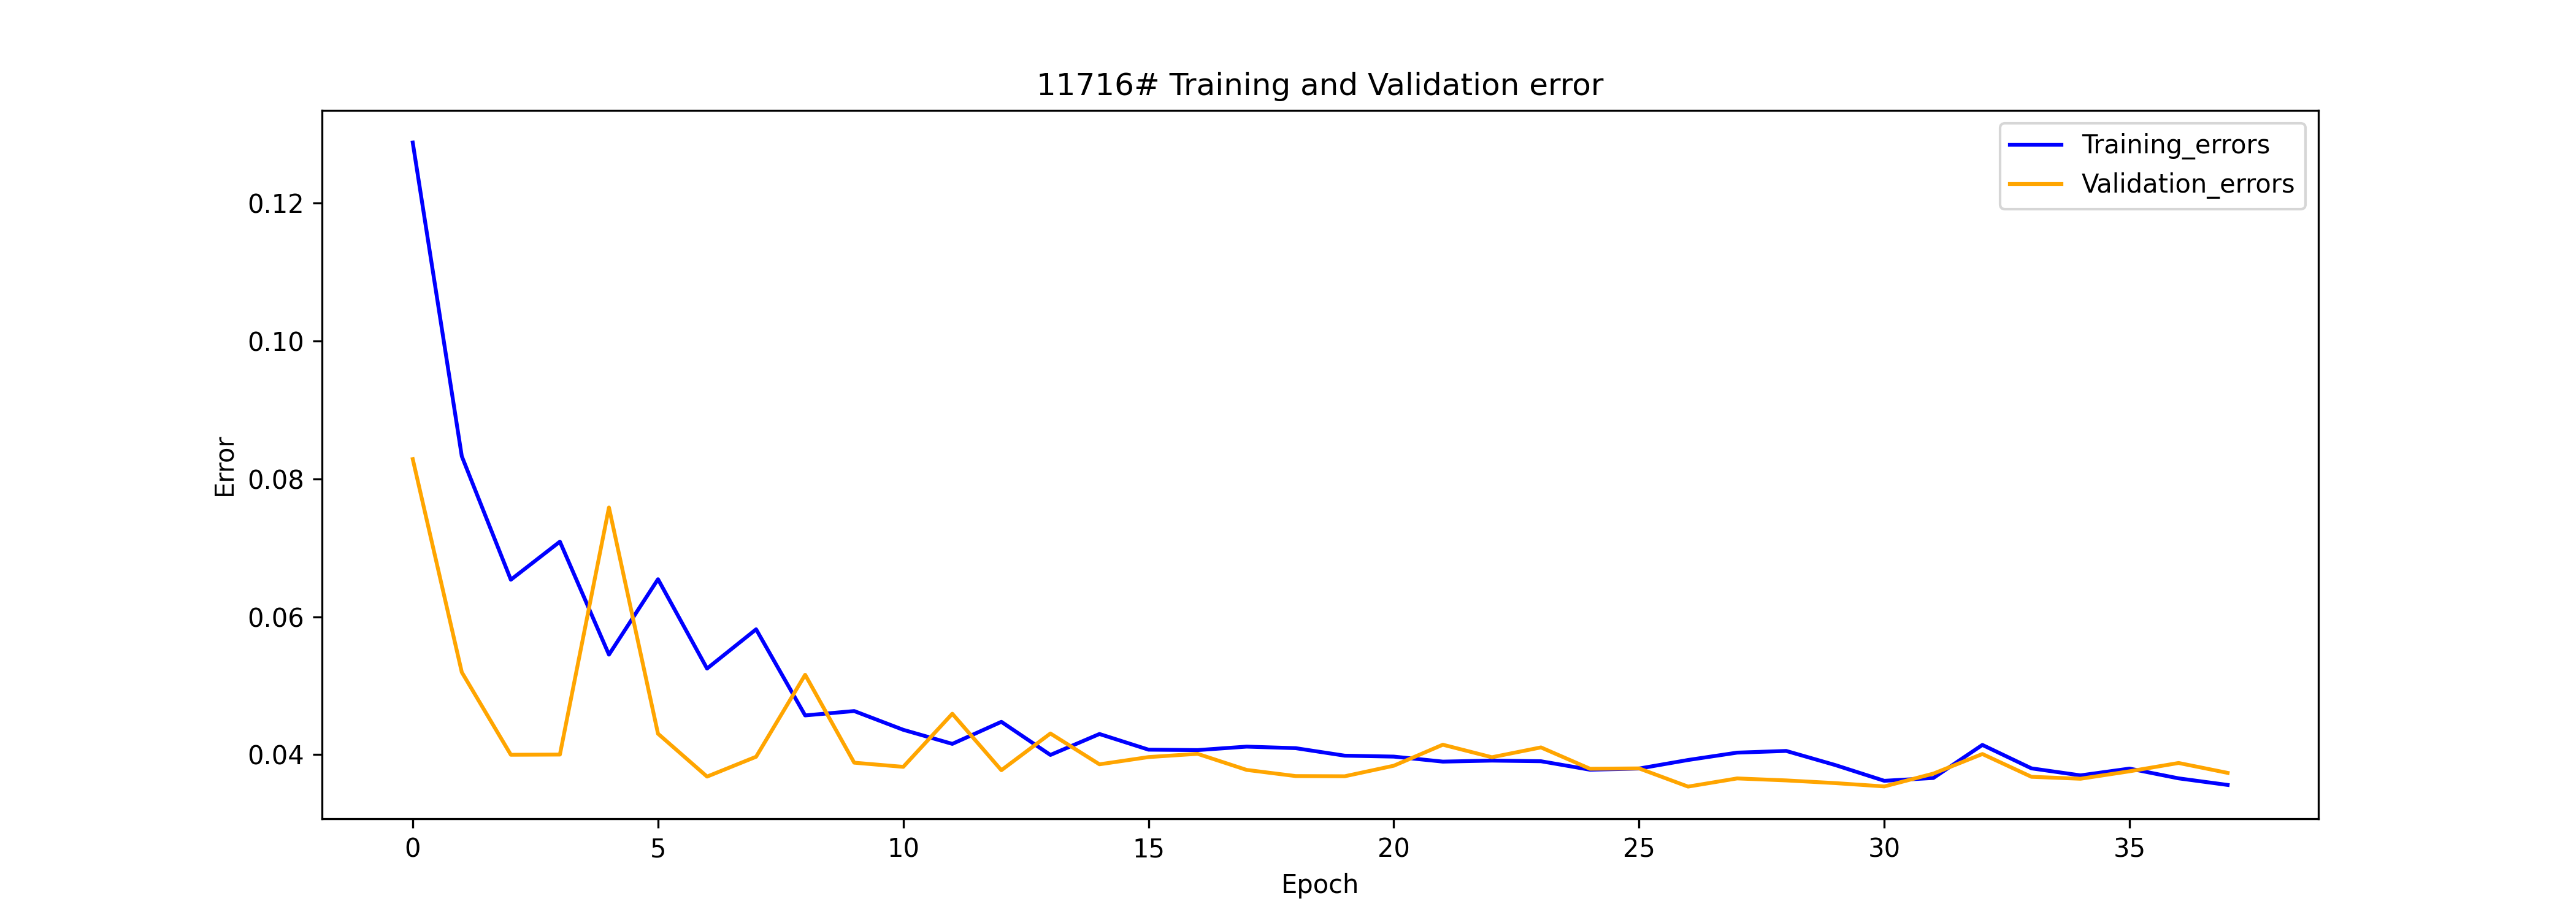 11716# Training and Validation error
Training_errors
Validation_errors
Error
0.12
0.10
0.08
0.06
0.04
0 5 10 15 20 25 30 35
Epoch